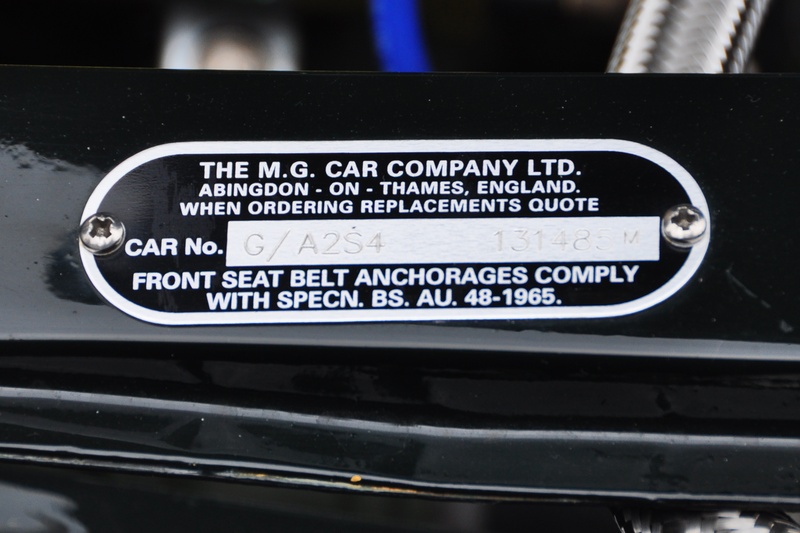 THE M.G. CAR COMPANY LTD.
ABINGDON - ON - THAMES, ENGLAND.
WHEN ORDERING REPLACEMENTS QUOTE
CAR No. G/A2S4 M
FRONT SEAT BELT ANCHORAGES COMPLY
WITH SPECN. BS. AU. 48-1965.